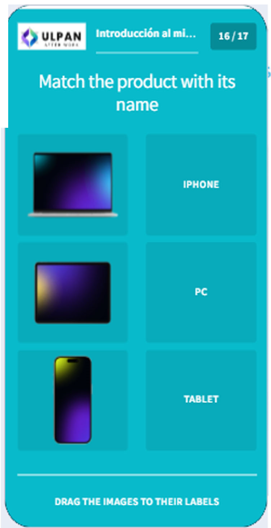 ULPAN
AFTER WORK
Introducción al mi...
16 / 17
Match the product with its
name
IPHONE
PC
TABLET
DRAG THE IMAGES TO THEIR LABELS